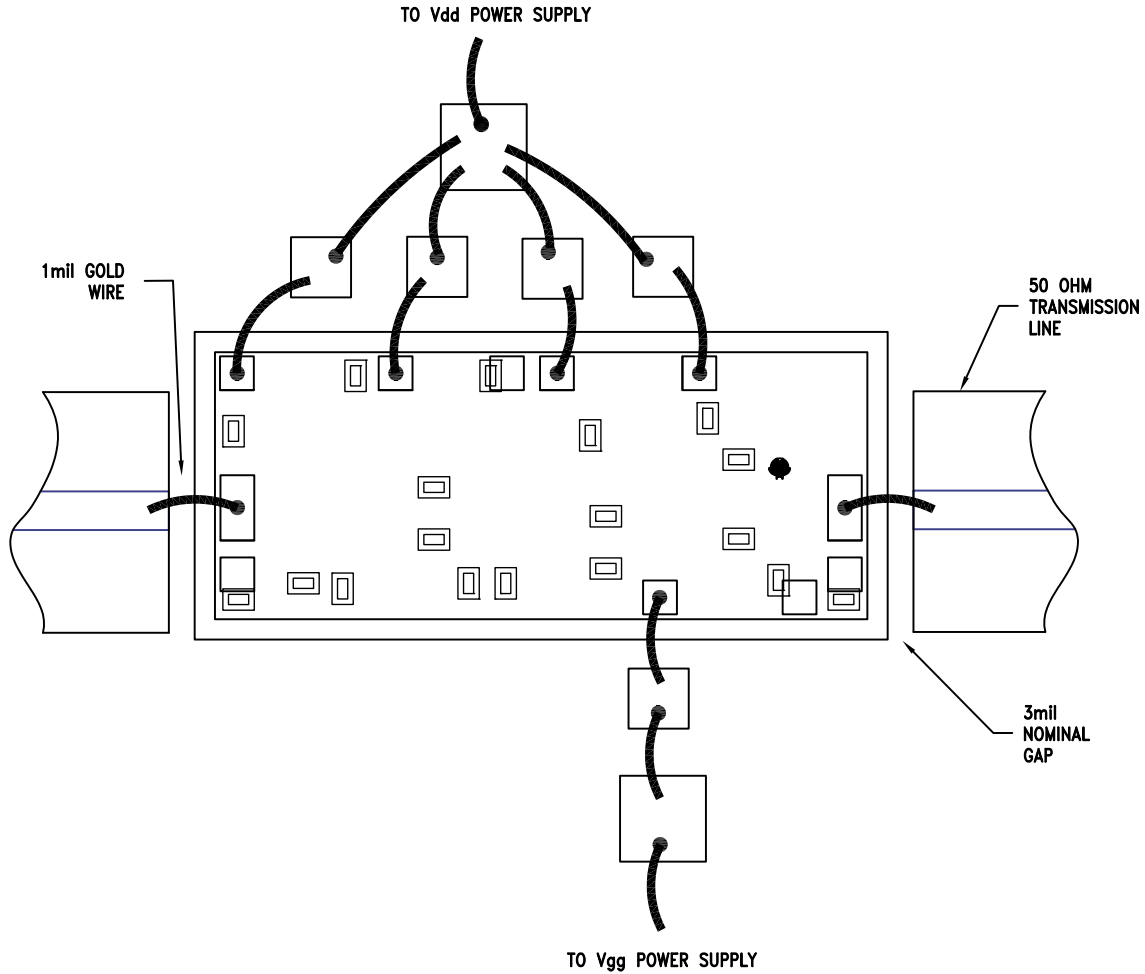 TO Vdd POWER SUPPLY
1mil GOLD
WIRE
50 OHM
TRANSMISSION
LINE
3mil
NOMINAL
GAP
TO Vgg POWER SUPPLY